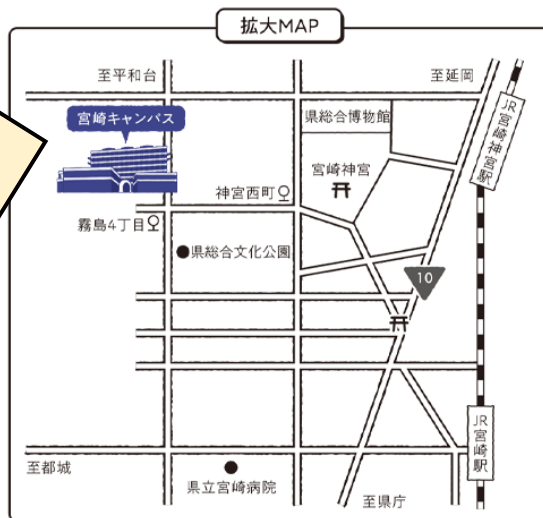 拡大MAP
至平和台
至延岡
宮崎キャンパス
県総合博物館
JR宮崎神宮駅
宮崎神宮
神宮西町
霧島4丁目
県総合文化公園
10
JR宮崎駅
至都城
県立宮崎病院
至県庁